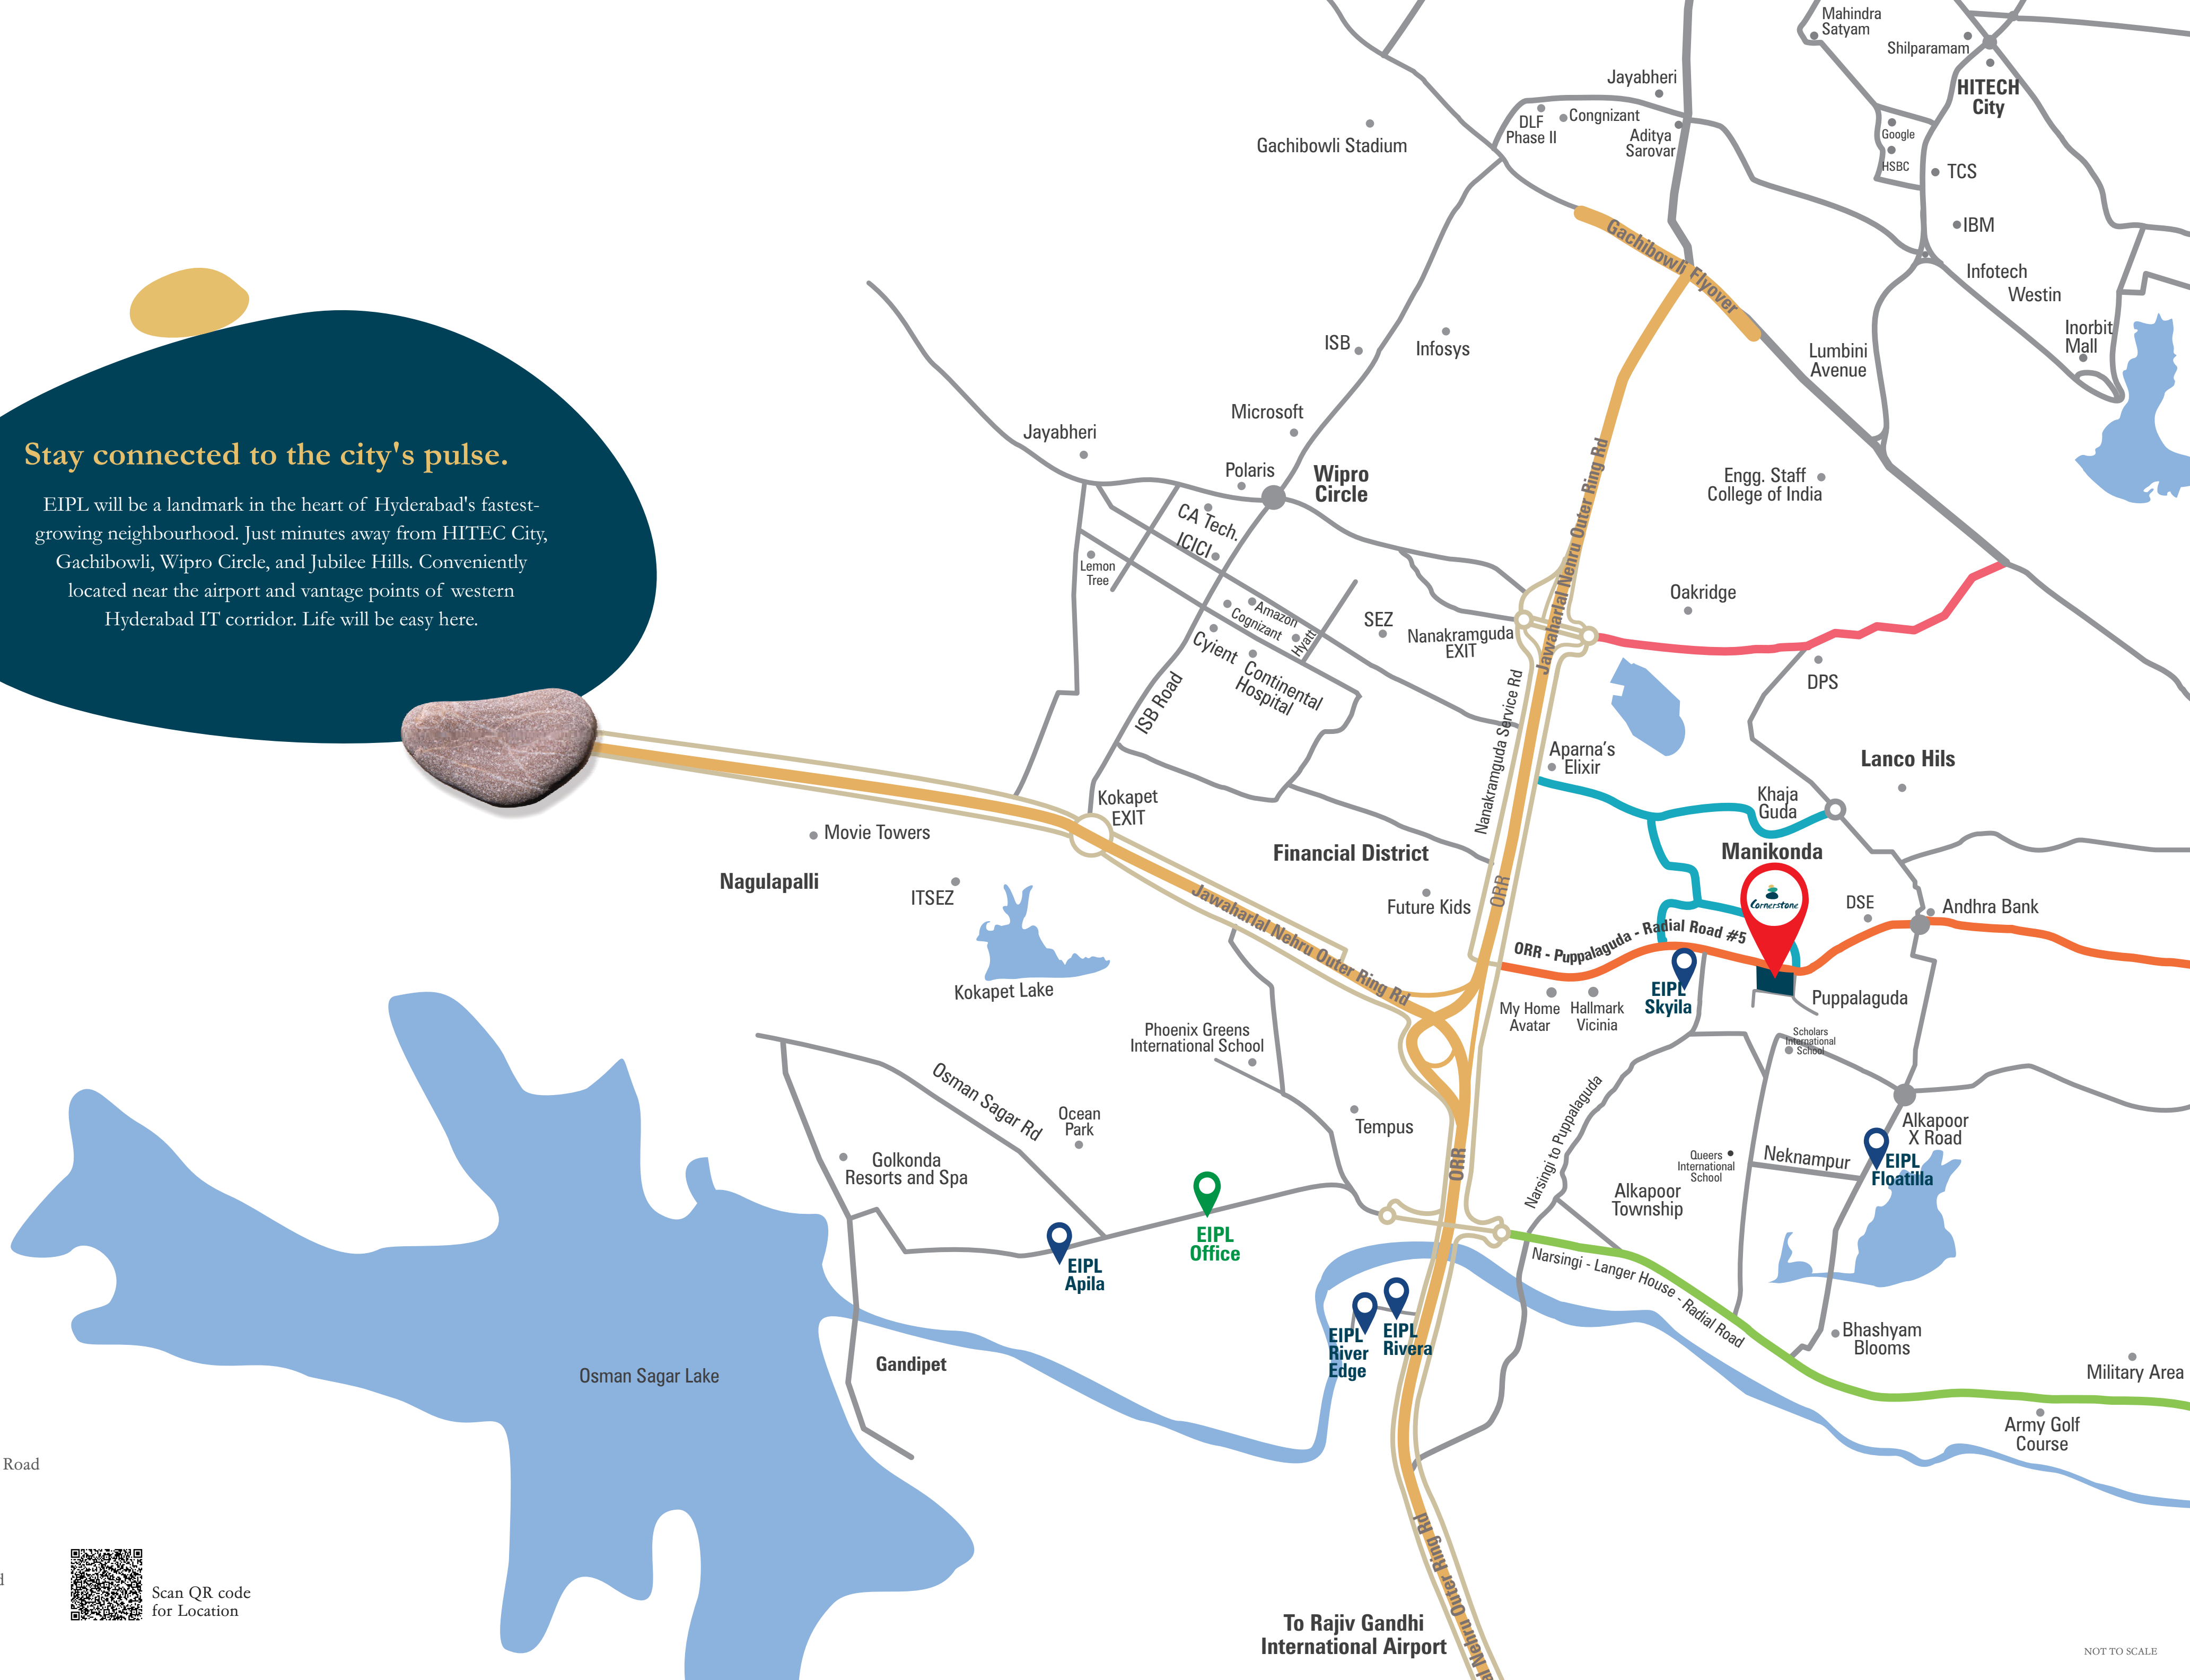 Stay connected to the city's pulse.
EIPL will be a landmark in the heart of Hyderabad's fastest-
growing neighbourhood. Just minutes away from HITEC City,
Gachibowli, Wipro Circle, and Jubilee Hills. Conveniently
located near the airport and vantage points of western
Hyderabad IT corridor. Life will be easy here.
Mahindra
Satyam
Shilparamam
HITECH
City
Jayabheri
DLF
Phase II
Congnizant
Aditya
Sarovar
Google
HSBC
TCS
IBM
Gachibowli Stadium
Gachibowli Flyover
Infotech
Westin
Inorbit
Mall
Lumbini
Avenue
ISB
Infosys
Microsoft
Jayabheri
Polaris
Wipro
Circle
Jawaharlal Nehru Outer Ring Rd
Engg. Staff
College of India
CA Tech.
ICICI
Lemon
Tree
Amazon
Cognizant
Hyatt
Cyient
Continental
Hospital
SEZ
Nanakramguda
EXIT
Oakridge
DPS
ISB Road
Nanakramguda Service Rd
Aparna's
Elixir
Lanco Hils
Khaja
Guda
Kokapet
EXIT
Movie Towers
Nagulapalli
ITSEZ
Financial District
Manikonda
Cornerstone
Future Kids
ORR
DSE
Andhra Bank
Jawaharlal Nehru Outer Ring Rd
ORR - Puppalaguda - Radial Road #5
Kokapet Lake
EIPL
Skyila
My Home
Avatar
Hallmark
Vicinia
Puppalaguda
Scholars
International
School
Phoenix Greens
International School
Osman Sagar Rd
Ocean
Park
Tempus
ORR
Narsingi to Puppalaguda
Alkapoor
X Road
Golkonda
Resorts and Spa
Queers
International
School
Neknampur
EIPL
Floatilla
Alkapoor
Township
EIPL
Office
EIPL
Apila
Narsingi - Langer House - Radial Road
EIPL
River
Edge
EIPL
Rivera
Bhashyam
Blooms
Gandipet
Osman Sagar Lake
Military Area
Army Golf
Course
Road
Scan QR code
for Location
To Rajiv Gandhi
International Airport
al Nehru Outer Ring Rd
NOT TO SCALE